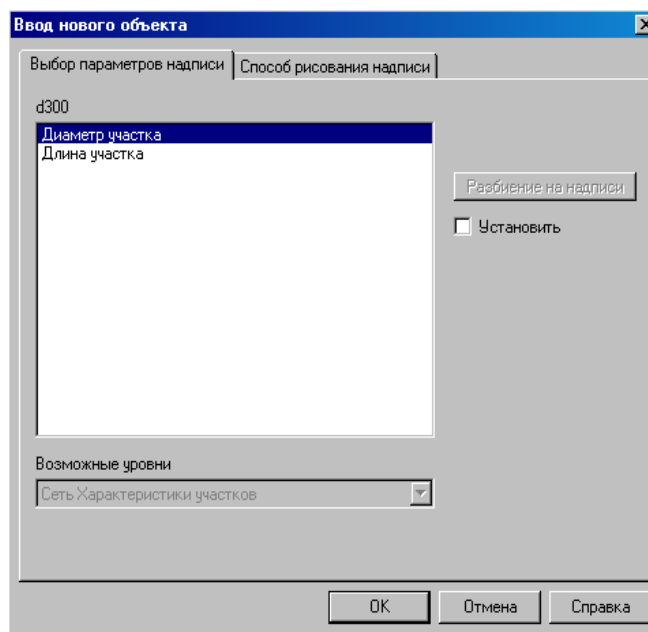 Ввод нового объекта
Выбор параметров надписи
Способ рисования надписи
d300
Диаметр участка
Длина участка
Разбиение на надписи
Установить
Возможные уровни
Сеть Характеристики участков
OK
Отмена
Справка